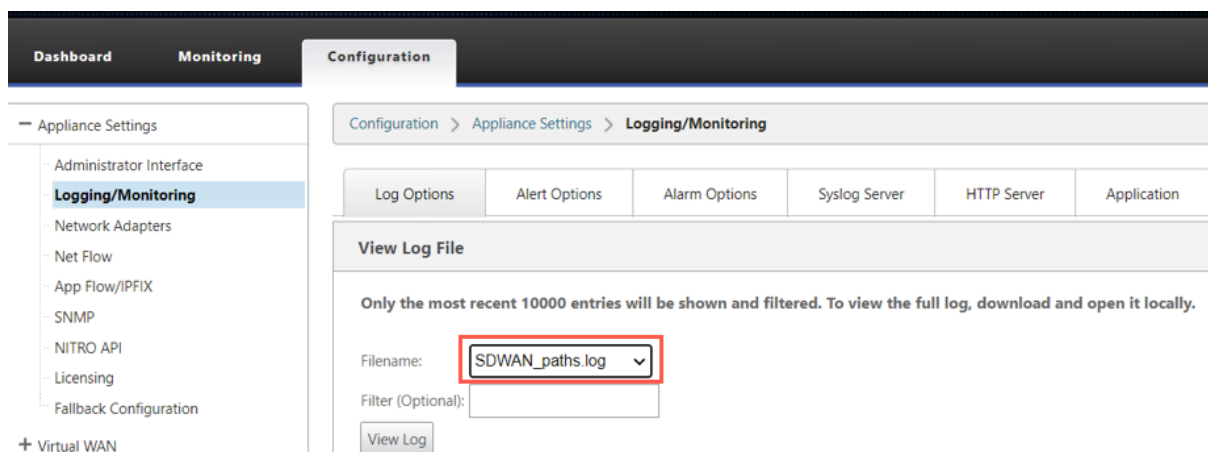 Dashboard Monitoring Configuration
Appliance Settings
Administrator Interface
Logging/Monitoring
Network Adapters
Net Flow
App Flow/IPFIX
SNMP
NITRO API
Licensing
Fallback Configuration
Virtual WAN
Configuration > Appliance Settings > Logging/Monitoring
Log Options Alert Options Alarm Options Syslog Server HTTP Server Application
View Log File
Only the most recent 10000 entries will be shown and filtered. To view the full log, download and open it locally.
Filename: SDWAN_paths.log
Filter (Optional):
View Log